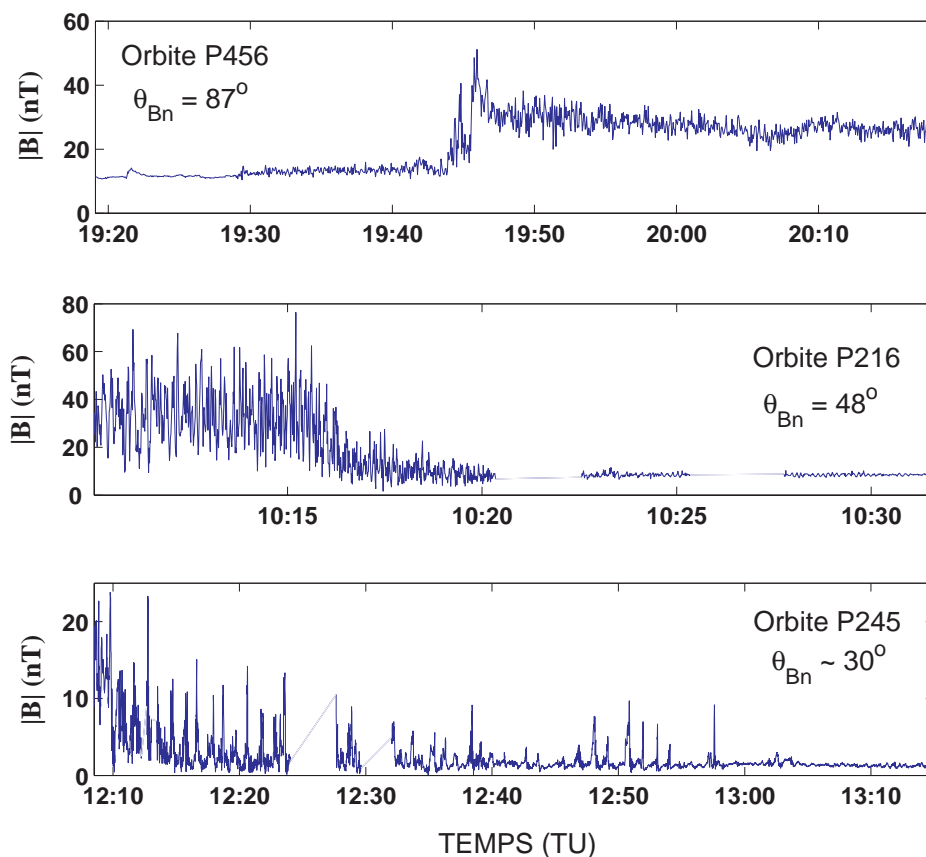 60
40
20
0
|B| (nT)
Orbite P456
θBn = 87o
19:20 19:30 19:40 19:50 20:00 20:10
80
60
40
20
0
|B| (nT)
Orbite P216
θBn = 48o
10:15 10:20 10:25 10:30
20
10
0
|B| (nT)
Orbite P245
θBn ~ 30o
12:10 12:20 12:30 12:40 12:50 13:00 13:10
TEMPS (TU)